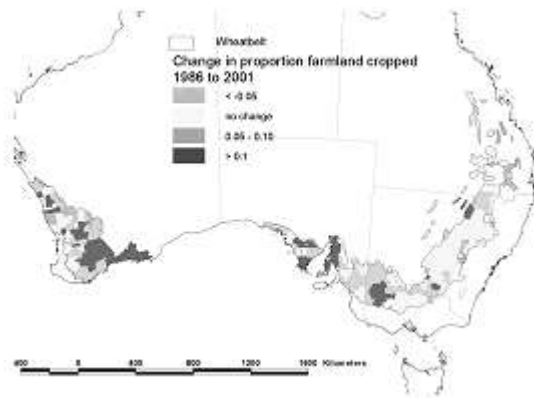 Wheatbelt
Change in proportion farmland cropped
1986 to 2001
< -0.05
no change
0.05 - 0.10
> 0.1
400 0 400 800 1200 1600 Kilometers